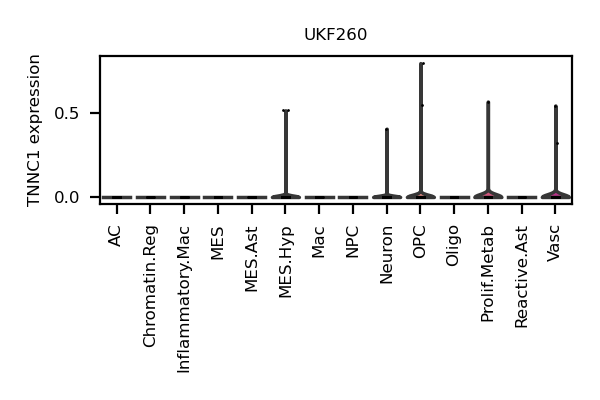 UKF260
TNNC1 expression
0.5
0.0
AC
Chromatin.Reg
Inflammatory.Mac
MES
MES.Ast
MES.Hyp
Mac
NPC
Neuron
OPC
Oligo
Prolif.Metab
Reactive.Ast
Vasc